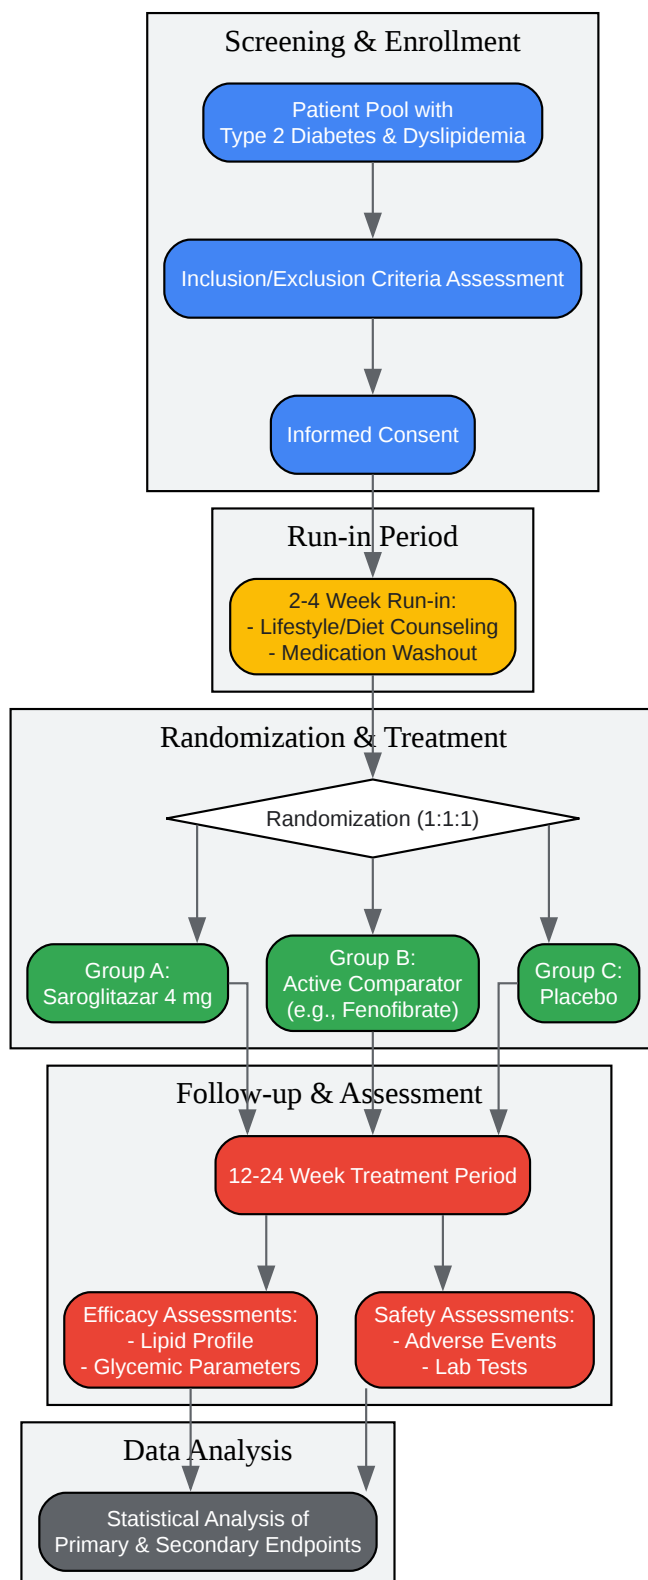 Screening & Enrollment
Patient Pool with
Type 2 Diabetes & Dyslipidemia
Inclusion/Exclusion Criteria Assessment
Informed Consent
Run-in Period
2-4 Week Run-in:
- Lifestyle/Diet Counseling
- Medication Washout
Randomization & Treatment
Randomization (1:1:1)
Group A:
Saroglitazar 4 mg
Group B:
Active Comparator
(e.g., Fenofibrate)
Group C:
Placebo
Follow-up & Assessment
12-24 Week Treatment Period
Efficacy Assessments:
- Lipid Profile
- Glycemic Parameters
Safety Assessments:
- Adverse Events
- Lab Tests
Data Analysis
Statistical Analysis of
Primary & Secondary Endpoints